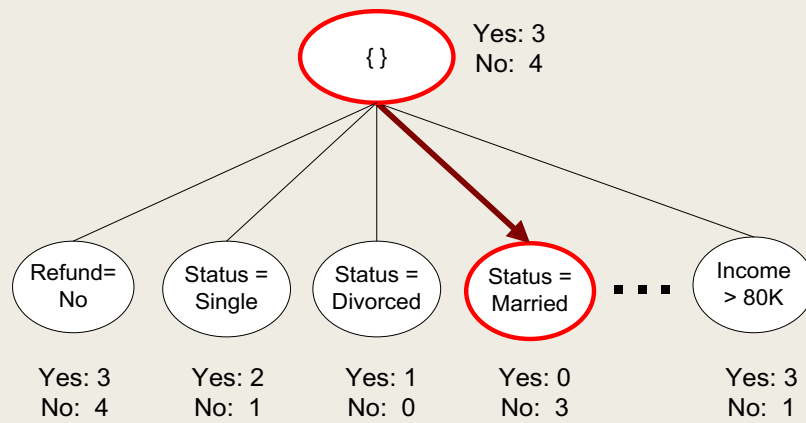 { }
Yes: 3
No: 4
Refund=
No
Status =
Single
Status =
Divorced
Status =
Married
Income
> 80K
Yes: 3
No: 4
Yes: 2
No: 1
Yes: 1
No: 0
Yes: 0
No: 3
Yes: 3
No: 1